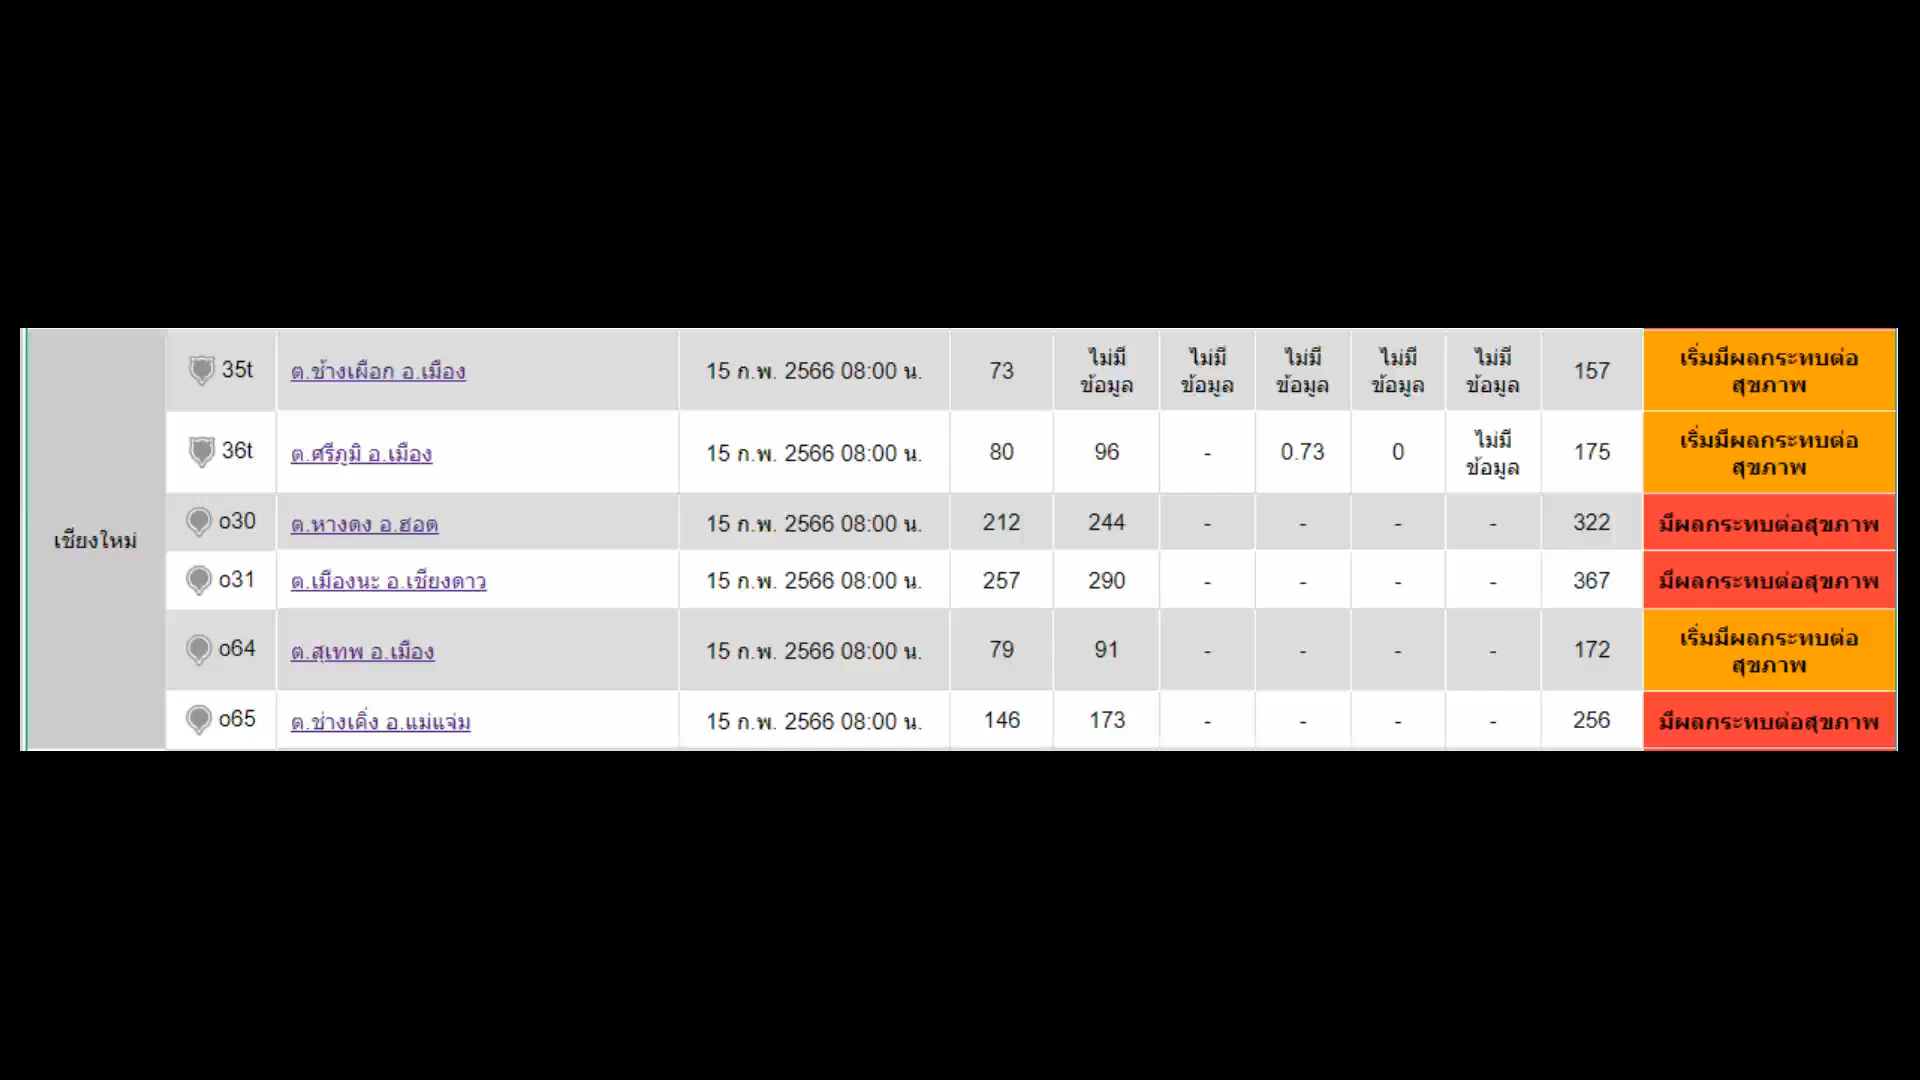 เชียงใหม่
35t ต.ช้างเผือก อ.เมือง 15 ก.พ. 2566 08:00 น. 73 ไม่มีข้อมูล ไม่มีข้อมูล ไม่มีข้อมูล ไม่มีข้อมูล ไม่มีข้อมูล 157 เริ่มมีผลกระทบต่อสุขภาพ
36t ต.ศรีภูมิ อ.เมือง 15 ก.พ. 2566 08:00 น. 80 96 - 0.73 0 ไม่มีข้อมูล 175 เริ่มมีผลกระทบต่อสุขภาพ
o30 ต.หางดง อ.ฮอด 15 ก.พ. 2566 08:00 น. 212 244 - - - - 322 มีผลกระทบต่อสุขภาพ
o31 ต.เมืองนะ อ.เชียงดาว 15 ก.พ. 2566 08:00 น. 257 290 - - - - 367 มีผลกระทบต่อสุขภาพ
o64 ต.สุเทพ อ.เมือง 15 ก.พ. 2566 08:00 น. 79 91 - - - - 172 เริ่มมีผลกระทบต่อสุขภาพ
o65 ต.ช่างเคิ่ง อ.แม่แจ่ม 15 ก.พ. 2566 08:00 น. 146 173 - - - - 256 มีผลกระทบต่อสุขภาพ